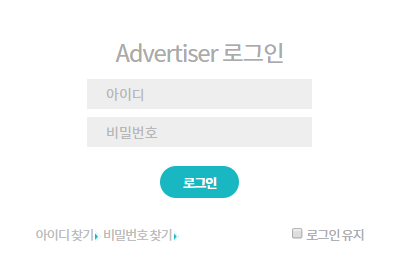 Advertiser 로그인
아이디
비밀번호
로그인
아이디 찾기 비밀번호 찾기 로그인 유지